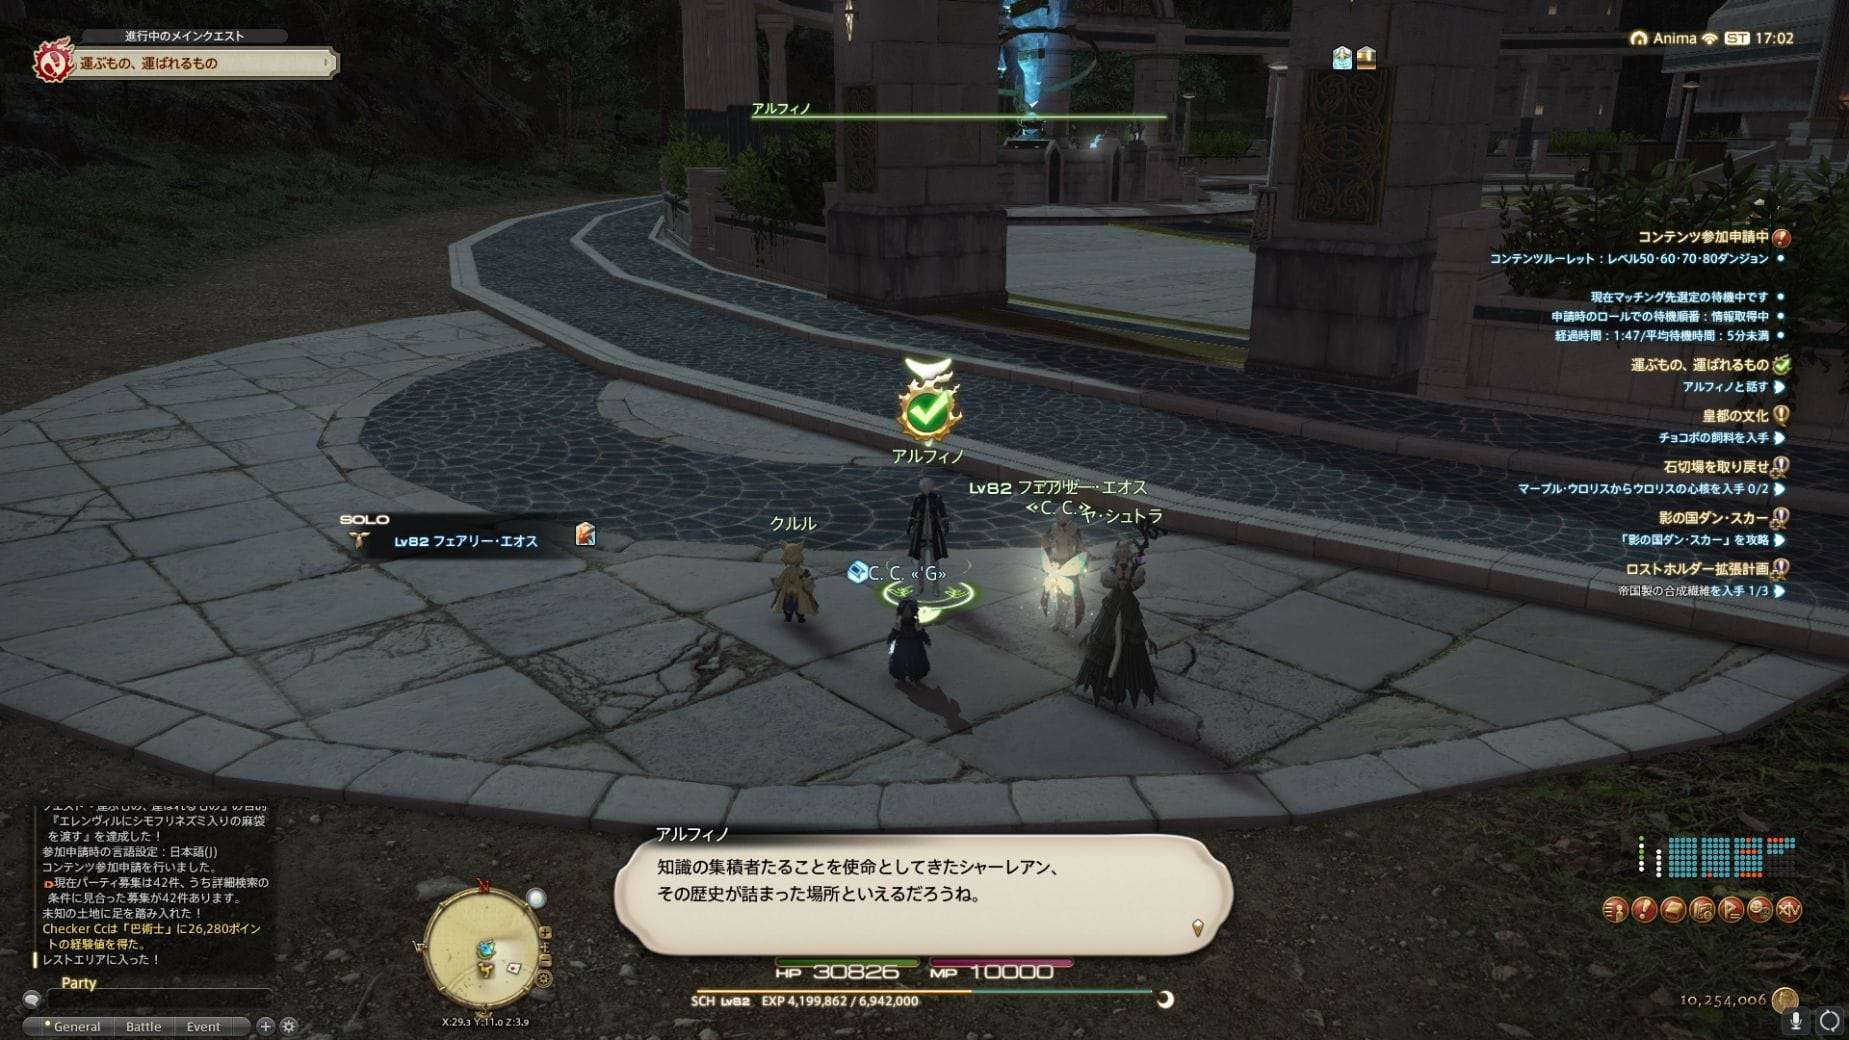 進行中のメインクエスト
運ぶもの、運ばれるもの
Anima ST 17:02
アルフィノ
コンテンツ参加申請中
コンテンツルーレット：レベル50・60・70・80ダンジョン
現在マッチング先選定の待機中です
申請時のロールでの待機順番：情報取得中
経過時間：1:47/平均待機時間：5分未満
運ぶもの、運ばれるもの
アルフィノと話す
皇都の文化
チョコボの飼料を入手
石切場を取り戻せ
マーブル・ウロリスからウロリスの心核を入手 0/2
影の国ダン・スカー
「影の国ダン・スカー」を攻略
ロストホルダー拡張計画
帝国製の合成繊維を入手 1/3
アルフィノ
Lv82 フェアリー・エオス
«C. C.»
ヤ・シュトラ
クルル
SOLO
Lv82 フェアリー・エオス
C. C. «'G»
クエスト『運ぶもの、運ばれるもの』の目的
『エレンヴィルにシモフリネズミ入りの麻袋
を渡す』を達成した！
参加申請時の言語設定：日本語(J)
コンテンツ参加申請を行いました。
現在パーティ募集は42件、うち詳細検索の
条件に見合った募集が42件あります。
未知の土地に足を踏み入れた！
Checker Ccは「巴術士」に26,280ポイン
トの経験値を得た。
レストエリアに入った！
Party
General Battle Event
N
W
X:29.3 Y:11.0 Z:3.9
アルフィノ
知識の集積者たることを使命としてきたシャーレアン、
その歴史が詰まった場所といえるだろうね。
HP 30826 MP 10000
SCH Lv82 EXP 4,199,862 / 6,942,000
XIV
10,254,006